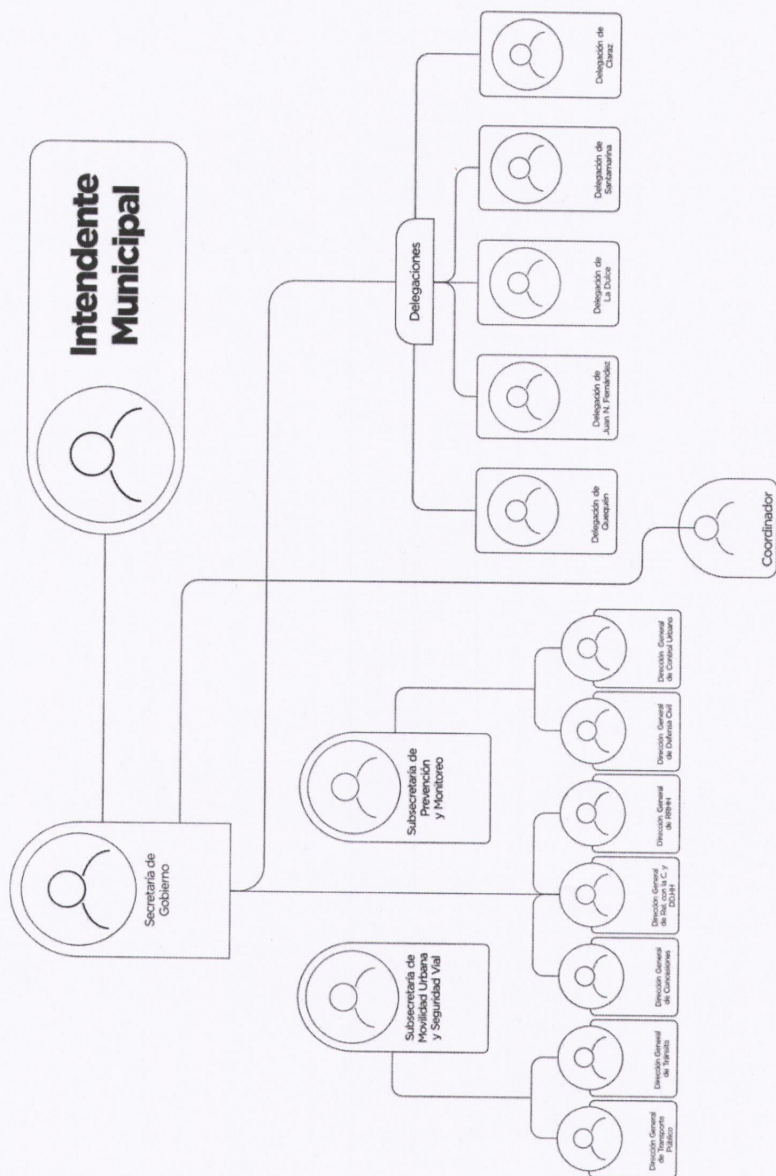 Intendente
Municipal
Secretaría de
Gobierno
Subsecretaría de
Movilidad Urbana
y Seguridad Vial
Subsecretaría de
Prevención
y Monitoreo
Delegaciones
Delegación de
Quequén
Delegación de
Juan N. Fernández
Delegación de
La Dulce
Delegación de
Santamarina
Delegación de
Claraz
Dirección General
de Transporte
Público
Dirección General
de Tránsito
Dirección General
de Concesiones
Dirección General
de Rel. con la C. y
DD.HH
Dirección General
de RRHH
Dirección General
de Defensa Civil
Dirección General
de Control Urbano
Coordinador